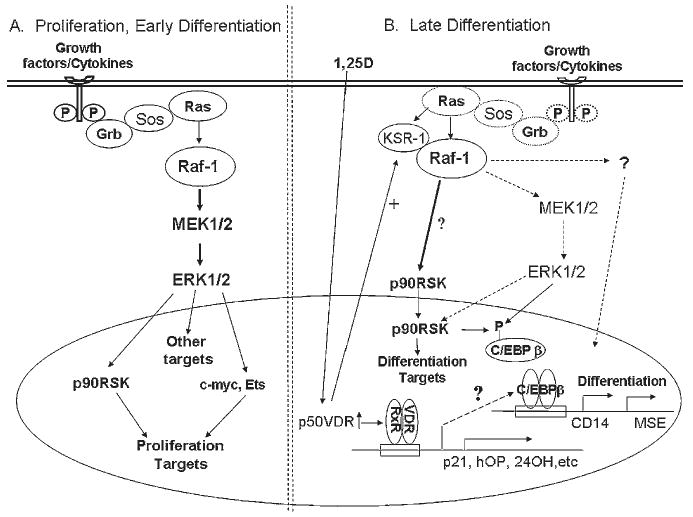 A. Proliferation, Early Differentiation
Growth
factors/Cytokines
P
P
Grb
Sos
Ras
Raf-1
MEK1/2
ERK1/2
Other
targets
p90RSK
c-myc, Ets
Proliferation
Targets
B. Late Differentiation
1,25D
Growth
factors/Cytokines
Ras
Sos
Grb
P
P
KSR-1
Raf-1
?
+
?
MEK1/2
ERK1/2
p90RSK
p90RSK
P
C/EBP β
Differentiation
Targets
p50VDR
RxR
VDR
?
C/EBPβ
Differentiation
CD14
MSE
p21, hOP, 24OH,etc